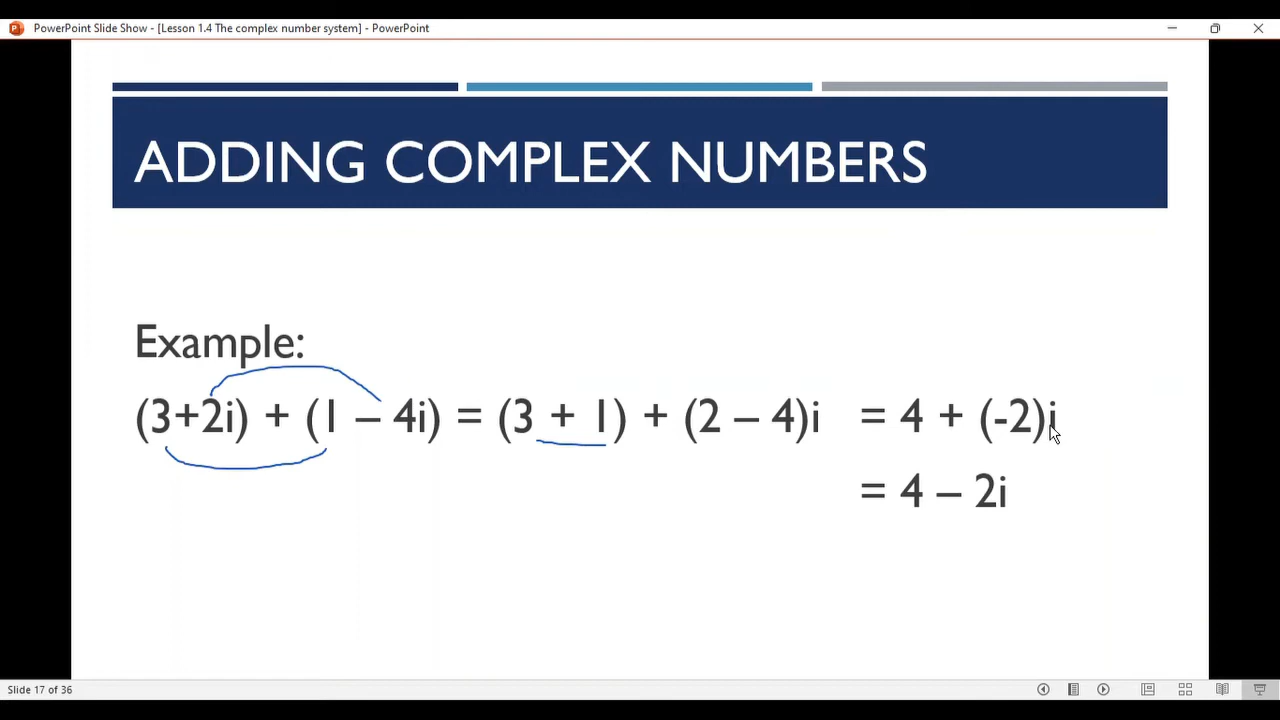 PowerPoint Slide Show - [Lesson 1.4 The complex number system] - PowerPoint
ADDING COMPLEX NUMBERS
Example:
(3+2i) + (1 – 4i) = (3 + 1) + (2 – 4)i = 4 + (-2)i
= 4 – 2i
Slide 17 of 36